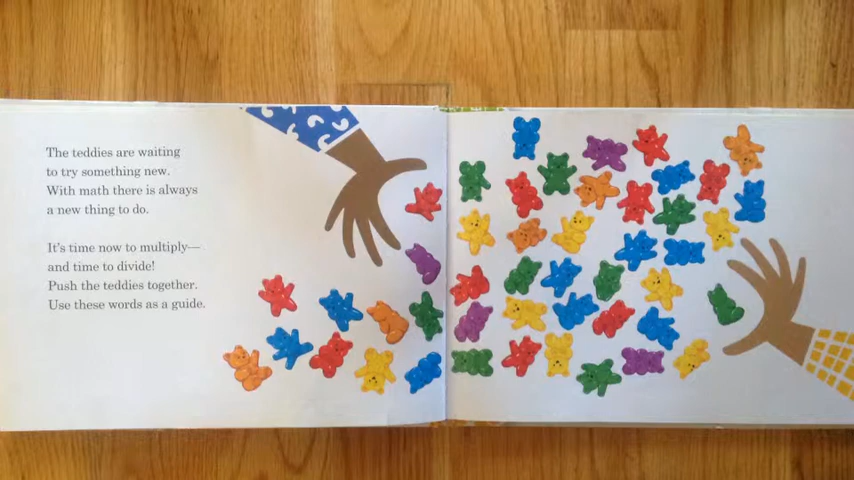 The teddies are waiting
to try something new.
With math there is always
a new thing to do.
It's time now to multiply—
and time to divide!
Push the teddies together.
Use these words as a guide.